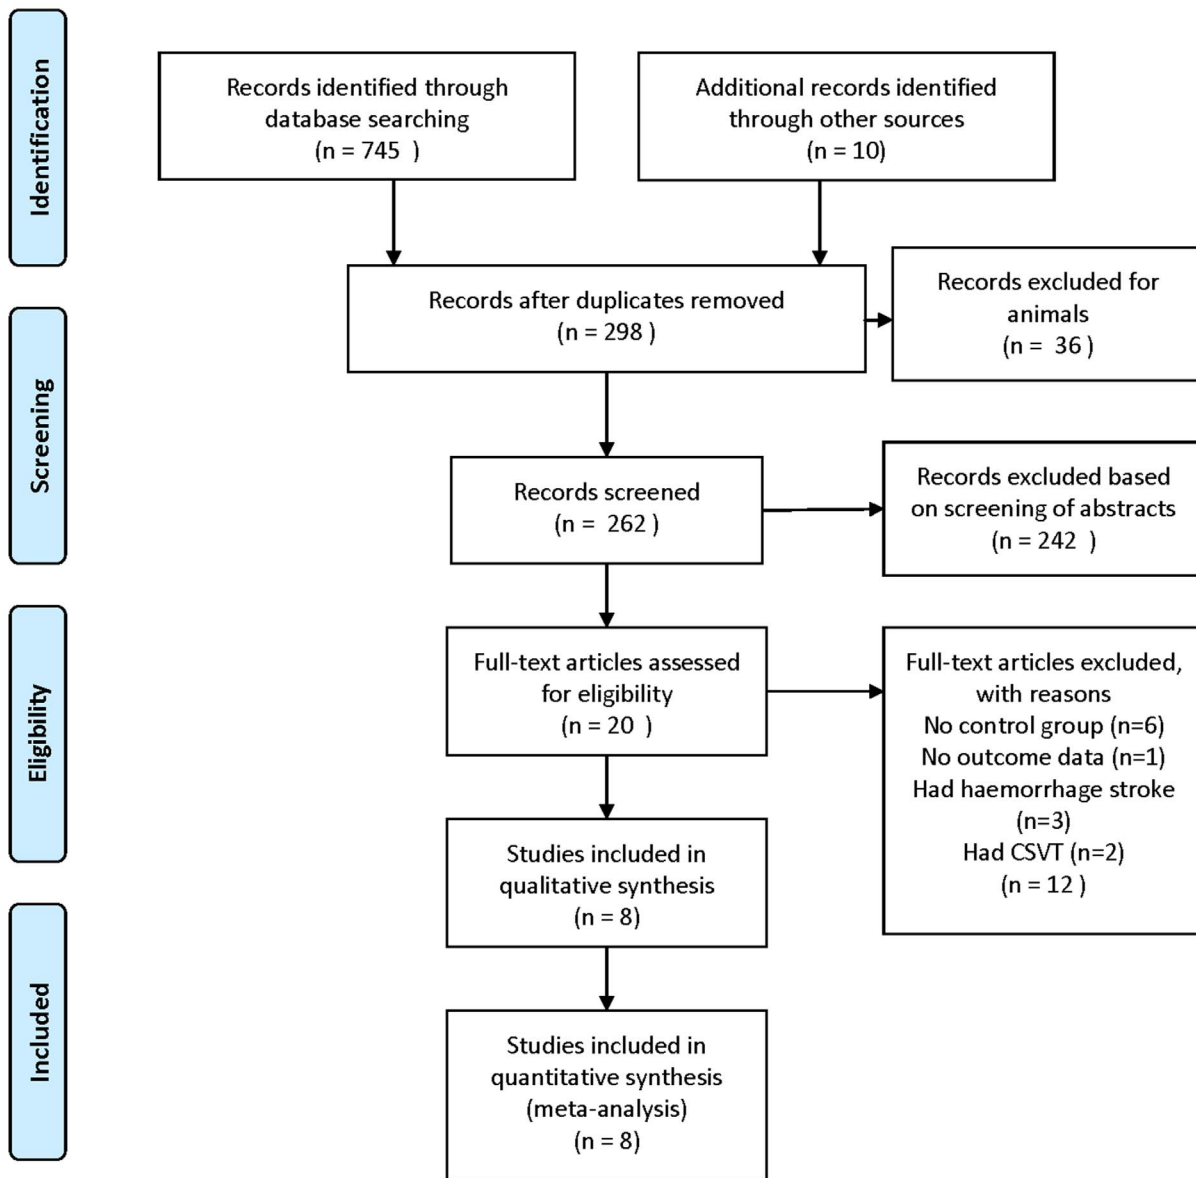 Identification
Records identified through
database searching
(n = 745 )
Additional records identified
through other sources
(n = 10)
Records after duplicates removed
(n = 298 )
Records excluded for
animals
(n = 36 )
Screening
Records screened
(n = 262 )
Records excluded based
on screening of abstracts
(n = 242 )
Eligibility
Full-text articles assessed
for eligibility
(n = 20 )
Full-text articles excluded,
with reasons
No control group (n=6)
No outcome data (n=1)
Had haemorrhage stroke
(n=3)
Had CSVT (n=2)
(n = 12 )
Studies included in
qualitative synthesis
(n = 8)
Included
Studies included in
quantitative synthesis
(meta-analysis)
(n = 8)